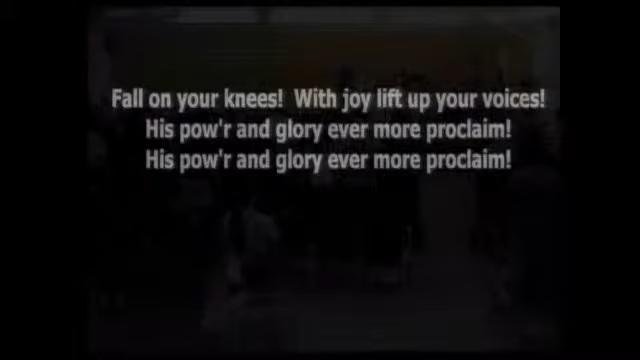 Fall on your knees!  With joy lift up your voices!
His pow'r and glory ever more proclaim!
His pow'r and glory ever more proclaim!